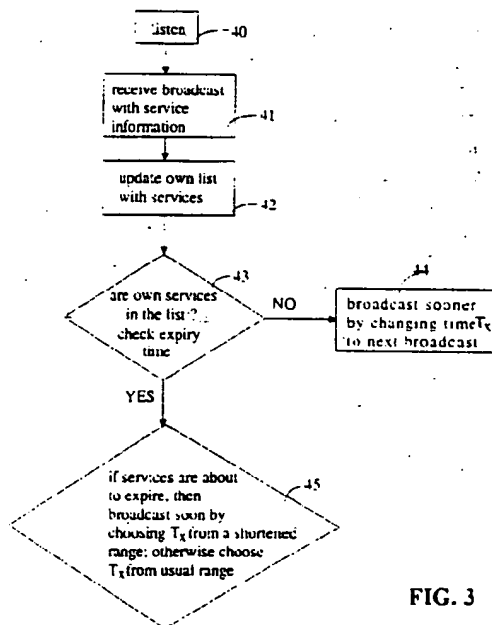 listen
40
receive broadcast
with service
information
41
update own list
with services
42
43
are own services
in the list?
check expiry
time
NO
44
broadcast sooner
by changing time Tx
to next broadcast
YES
45
if services are about
to expire, then
broadcast soon by
choosing Tx from a shortened
range; otherwise choose
Tx from usual range
FIG. 3